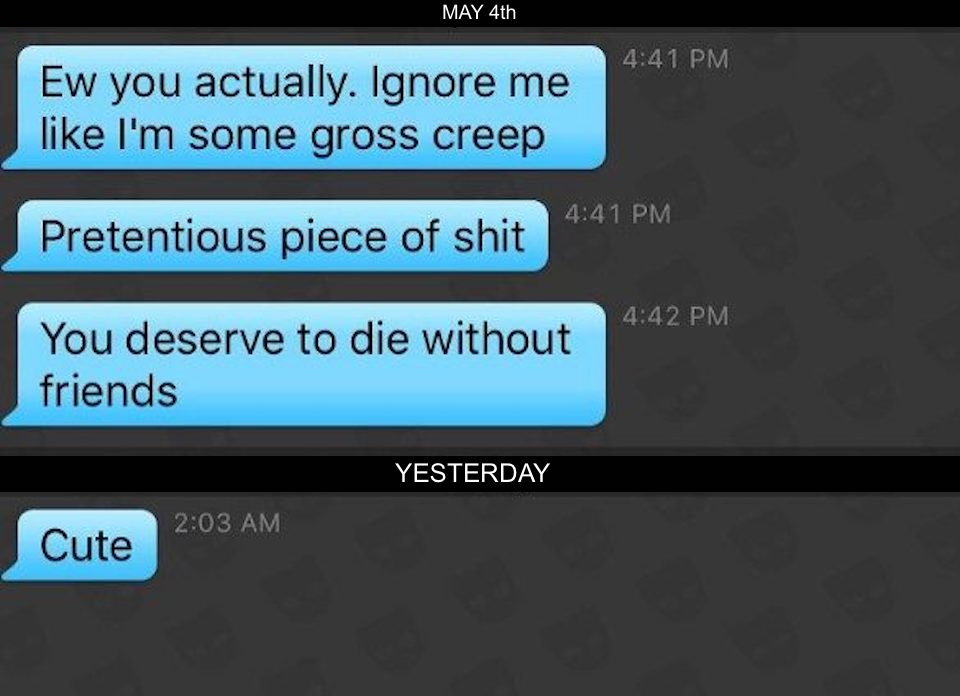 MAY 4th
4:41 PM
Ew you actually. Ignore me
like I'm some gross creep
4:41 PM
Pretentious piece of shit
4:42 PM
You deserve to die without
friends
YESTERDAY
2:03 AM
Cute